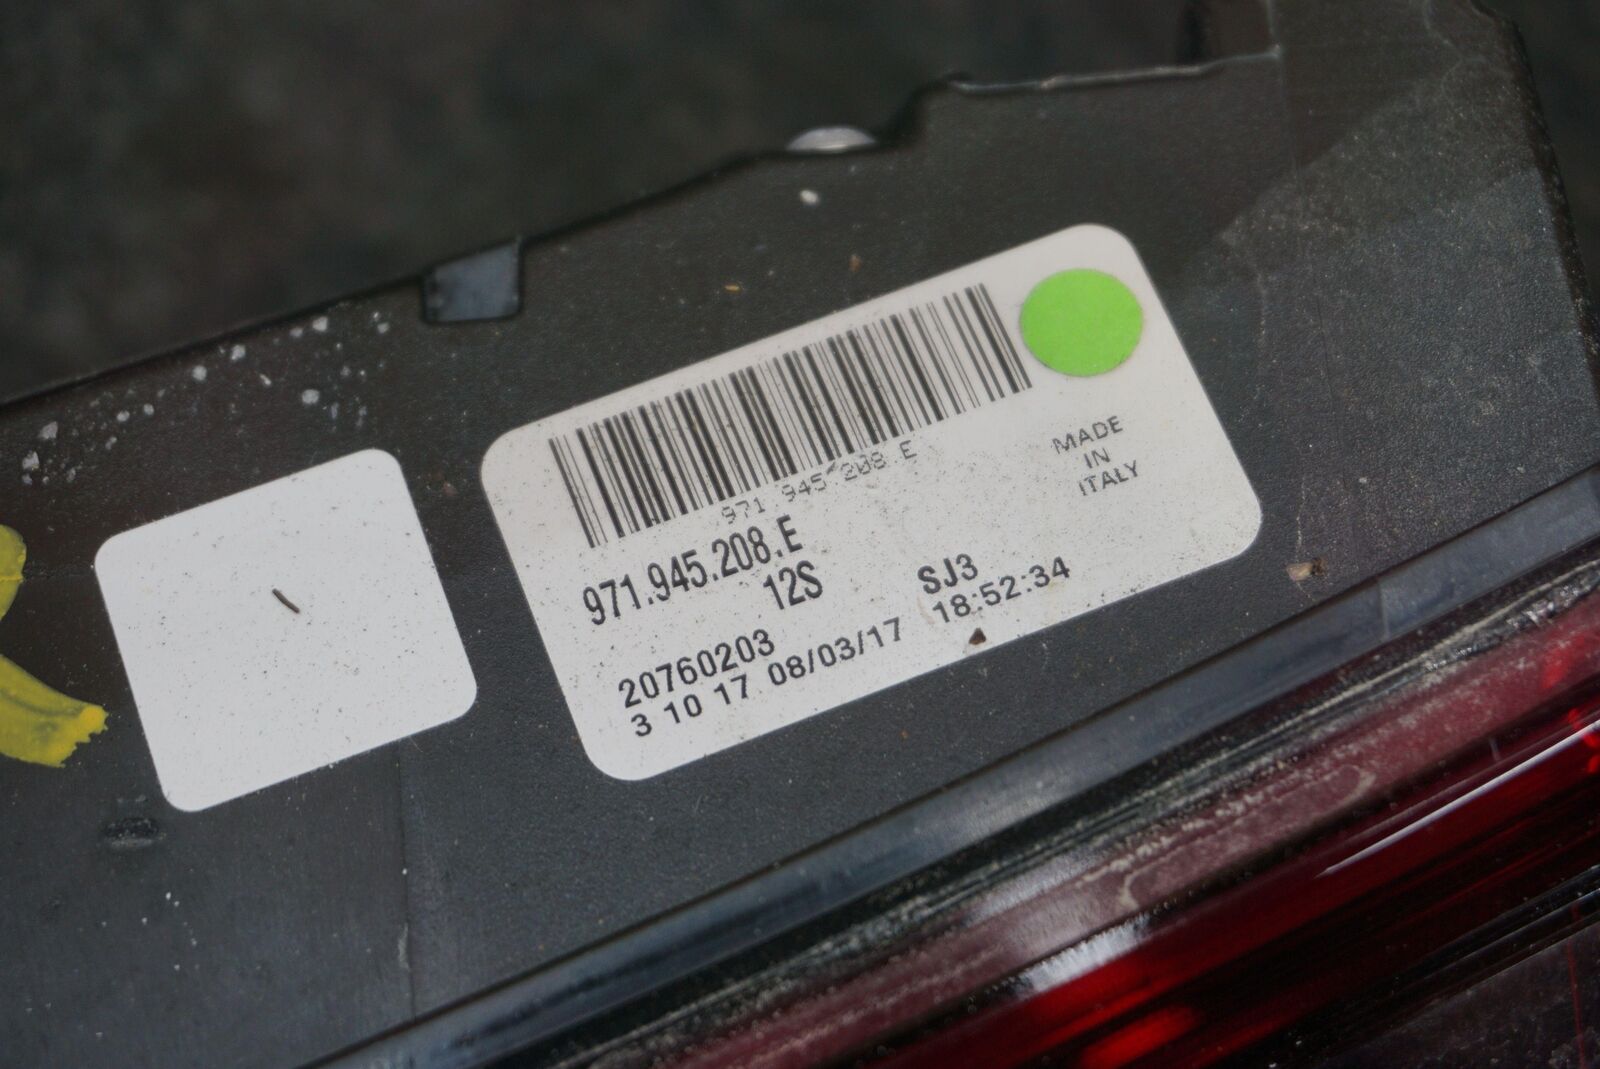 971 945 208 E
MADE
IN
ITALY
971.945.208.E
12S
SJ3
20760203
3 10 17 08/03/17 18:52:34